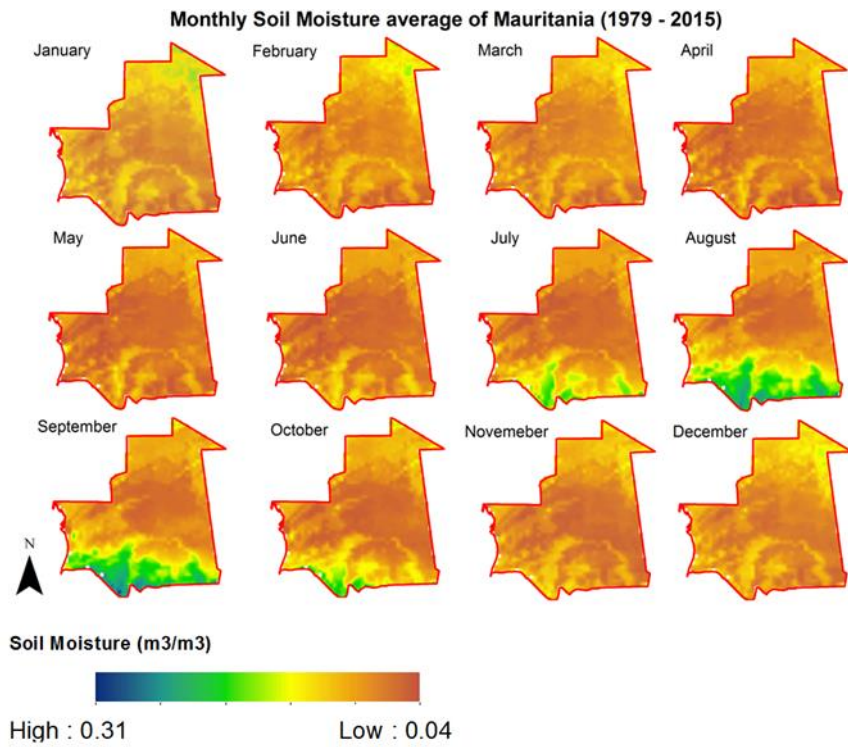 Monthly Soil Moisture average of Mauritania (1979 - 2015)
January
February
March
April
May
June
July
August
September
October
Novemeber
December
N
Soil Moisture (m3/m3)
High : 0.31
Low : 0.04